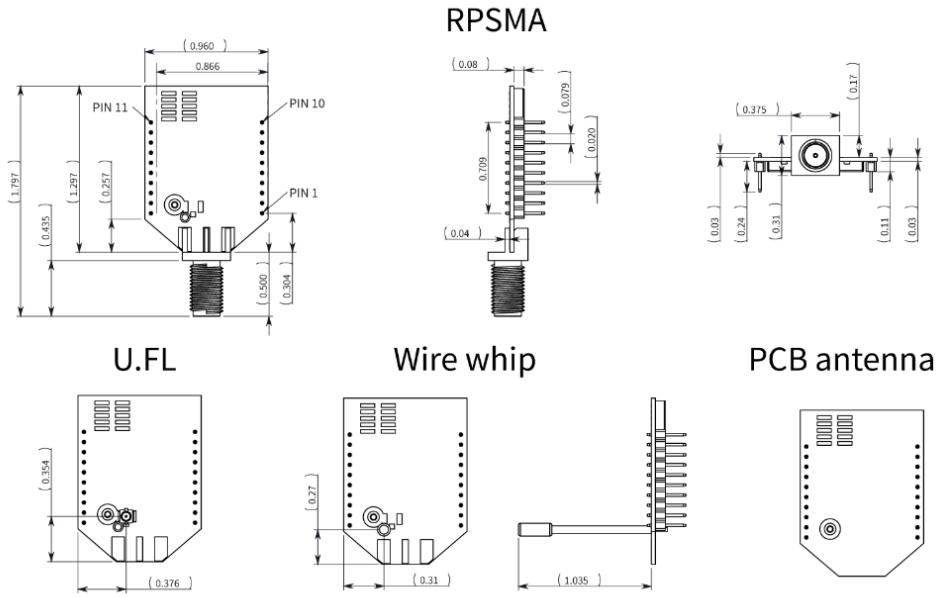 RPSMA
( 0.960 )
0.866
PIN 11
PIN 10
PIN 1
( 1.797 )
( 1.297 )
( 0.257 )
( 0.435 )
( 0.500 )
( 0.304 )
( 0.08 )
( 0.079 )
( 0.020 )
0.709
( 0.04 )
( 0.375 )
( 0.17 )
( 0.03 )
( 0.24 )
( 0.31 )
( 0.11 )
( 0.03 )
U.FL
Wire whip
PCB antenna
( 0.354 )
( 0.376 )
( 0.27 )
( 0.31 )
( 1.035 )